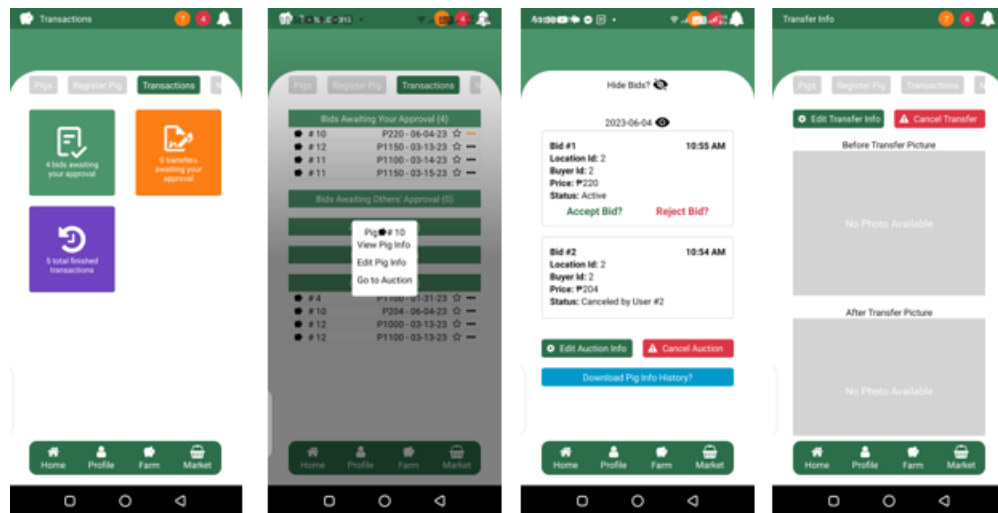 Transactions
7 4
Pigs Register Pig Transactions N
4 bids awaiting
your approval
0 transfers
awaiting your
approval
5 total finished
transactions
Home Profile Farm Market
4
Pigs Register Pig Transactions
Bids Awaiting Your Approval (4)
# 10 P220 - 06-04-23
# 12 P1150 - 03-13-23
# 11 P1100 - 03-14-23
# 11 P1150 - 03-15-23
Bids Awaiting Others' Approval (0)
Pig # 10
View Pig Info
Edit Pig Info
Go to Auction
# 4 P1100 - 01-31-23
# 10 P204 - 06-04-23
# 12 P1000 - 03-13-23
# 12 P1100 - 03-13-23
Home Profile Farm Market
Hide Bids?
2023-06-04
Bid #1 10:55 AM
Location Id: 2
Buyer Id: 2
Price: ₱220
Status: Active
Accept Bid? Reject Bid?
Bid #2 10:54 AM
Location Id: 2
Buyer Id: 2
Price: ₱204
Status: Canceled by User #2
Edit Auction Info Cancel Auction
Download Pig Info History?
Home Profile Farm Market
Transfer Info
7 4
Pigs Register Pig Transactions N
Edit Transfer Info Cancel Transfer
Before Transfer Picture
No Photo Available
After Transfer Picture
No Photo Available
Home Profile Farm Market